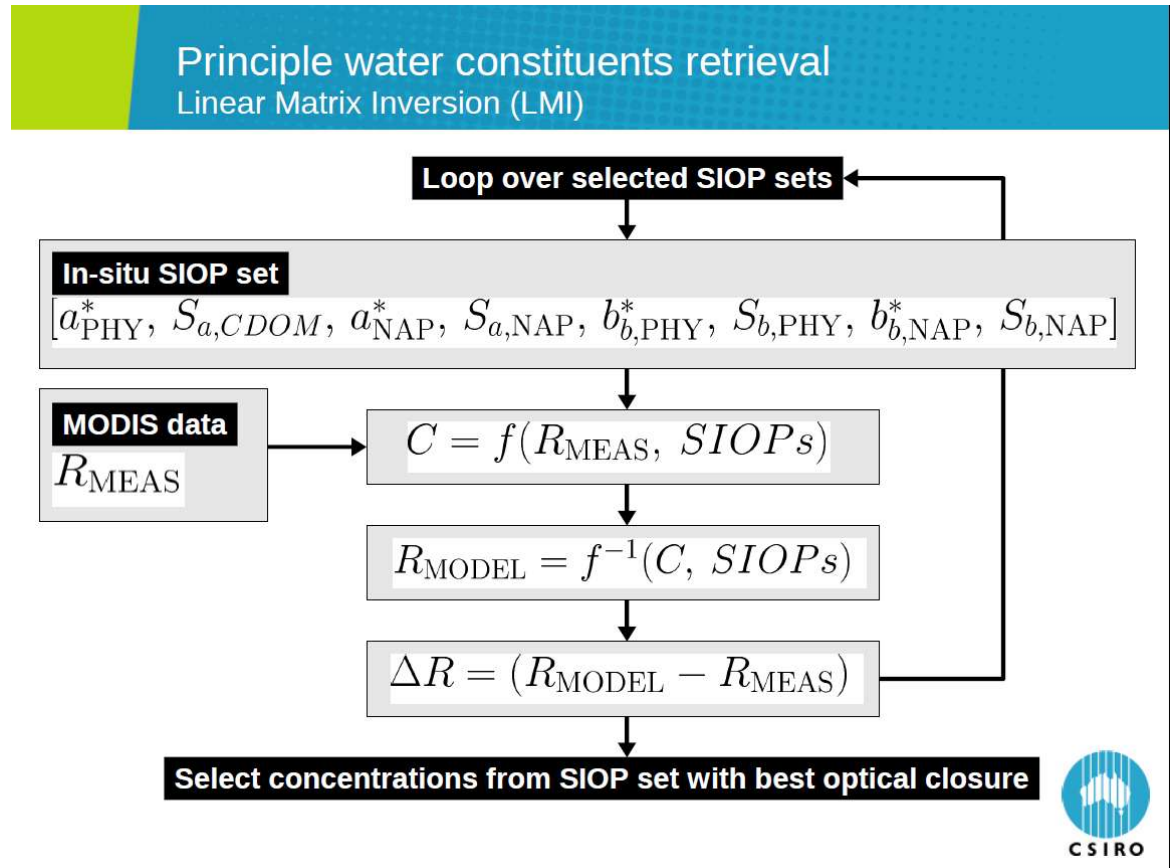 Principle water constituents retrieval
Linear Matrix Inversion (LMI)
Loop over selected SIOP sets
In-situ SIOP set
[a*PHY, Sa,CDOM, a*NAP, Sa,NAP, b*b,PHY, Sb,PHY, b*b,NAP, Sb,NAP]
MODIS data
RMEAS
C = f(RMEAS, SIOPs)
RMODEL = f⁻¹(C, SIOPs)
ΔR = (RMODEL − RMEAS)
Select concentrations from SIOP set with best optical closure
CSIRO